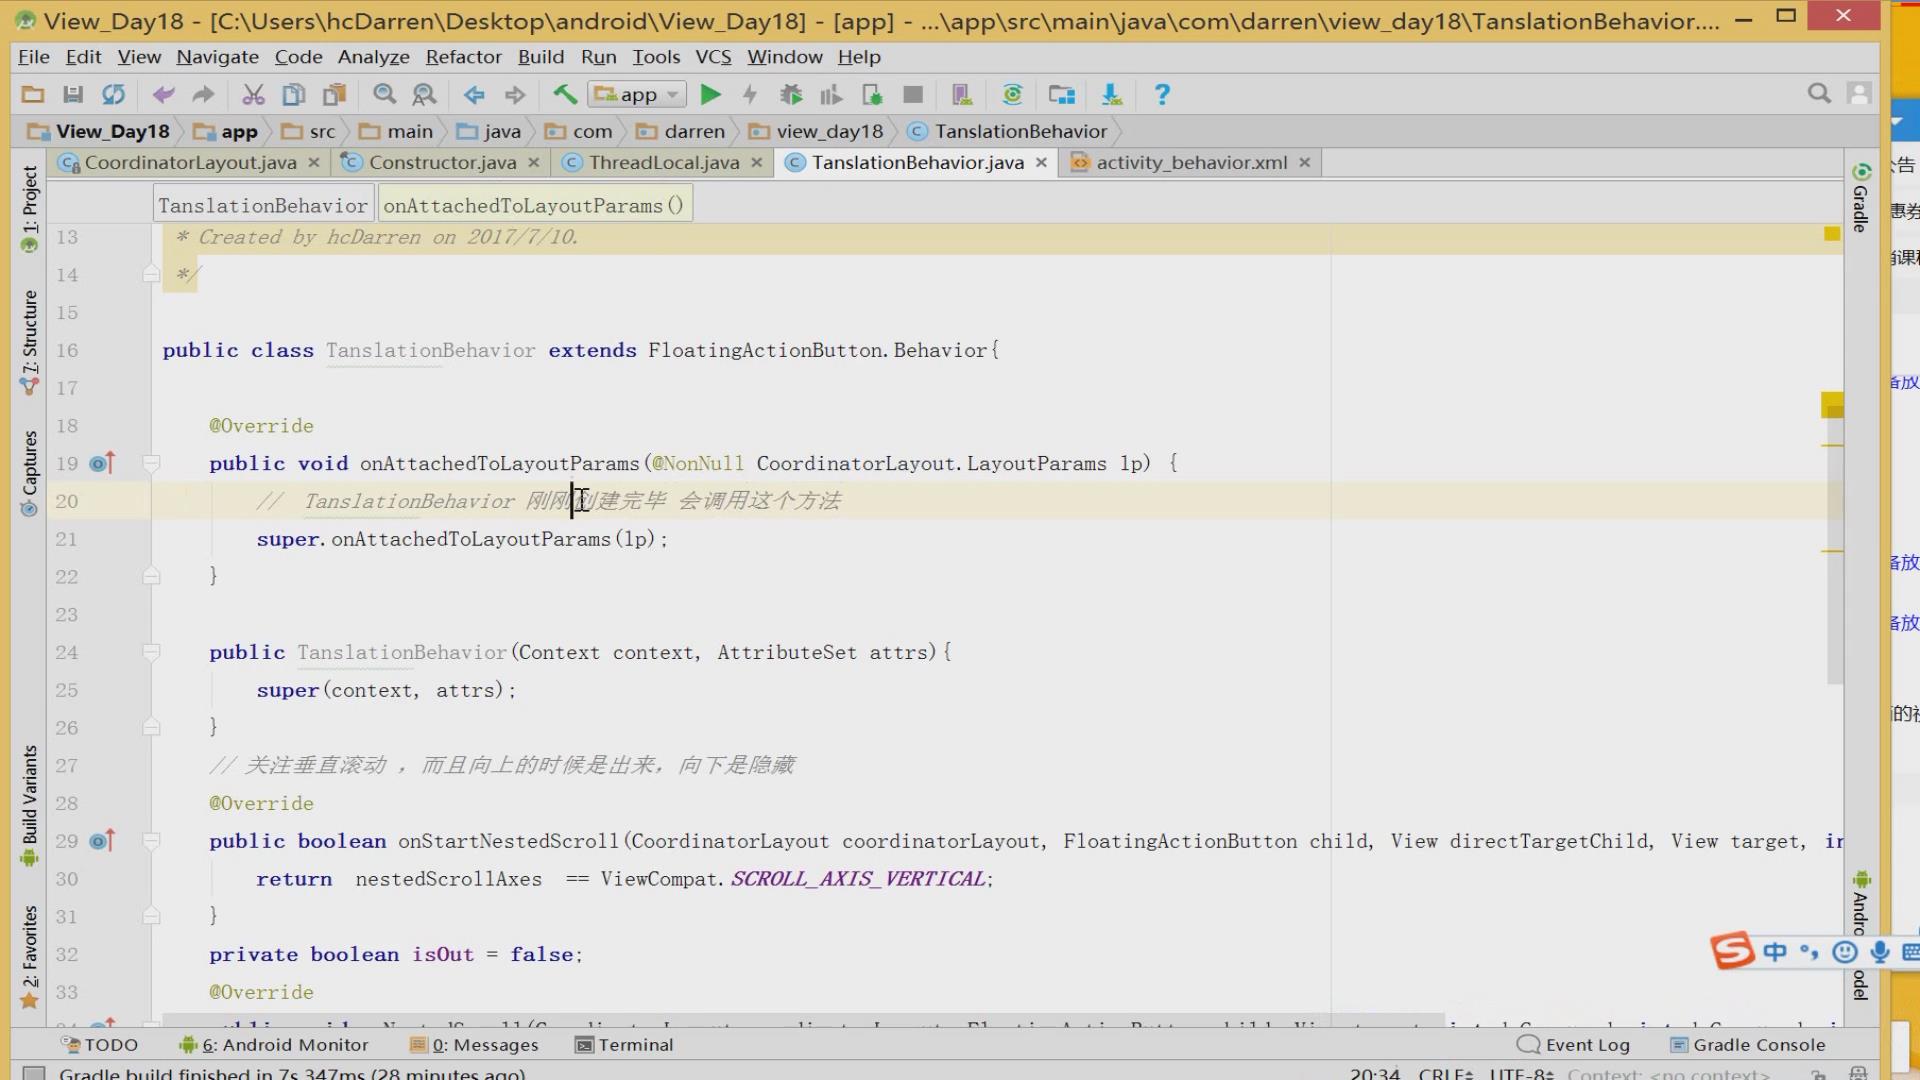 View_Day18 - [C:\Users\hcDarren\Desktop\android\View_Day18] - [app] - ...\app\src\main\java\com\darren\view_day18\TanslationBehavior....
File Edit View Navigate Code Analyze Refactor Build Run Tools VCS Window Help
app
View_Day18 app src main java com darren view_day18 TanslationBehavior
CoordinatorLayout.java Constructor.java ThreadLocal.java TanslationBehavior.java activity_behavior.xml
TanslationBehavior onAttachedToLayoutParams()
13 * Created by hcDarren on 2017/7/10.
14 */
15
16 public class TanslationBehavior extends FloatingActionButton.Behavior{
17
18 @Override
19 public void onAttachedToLayoutParams(@NonNull CoordinatorLayout.LayoutParams lp) {
20 // TanslationBehavior 刚刚创建完毕 会调用这个方法
21 super.onAttachedToLayoutParams(lp);
22 }
23
24 public TanslationBehavior(Context context, AttributeSet attrs){
25 super(context, attrs);
26 }
27 // 关注垂直滚动 ，而且向上的时候是出来，向下是隐藏
28 @Override
29 public boolean onStartNestedScroll(CoordinatorLayout coordinatorLayout, FloatingActionButton child, View directTargetChild, View target, in
30 return nestedScrollAxes == ViewCompat.SCROLL_AXIS_VERTICAL;
31 }
32 private boolean isOut = false;
33 @Override
1: Project
7: Structure
Captures
Build Variants
2: Favorites
Gradle
中
TODO 6: Android Monitor 0: Messages Terminal Event Log Gradle Console
Gradle build finished in 7s 347ms (28 minutes ago) 20:34 CRLF UTF-8 Context: <no context>